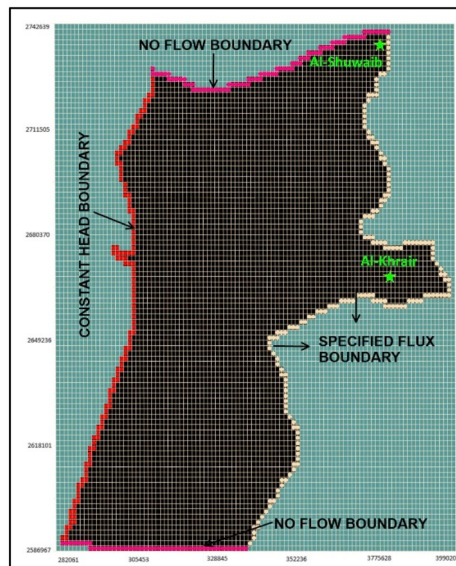 2742639
NO FLOW BOUNDARY
Al-Shuwaib
2711505
CONSTANT HEAD BOUNDARY
2680370
Al-Khrair
2649236
SPECIFIED FLUX
BOUNDARY
2618101
NO FLOW BOUNDARY
2586967
282061 305453 328845 352236 3775628 399020